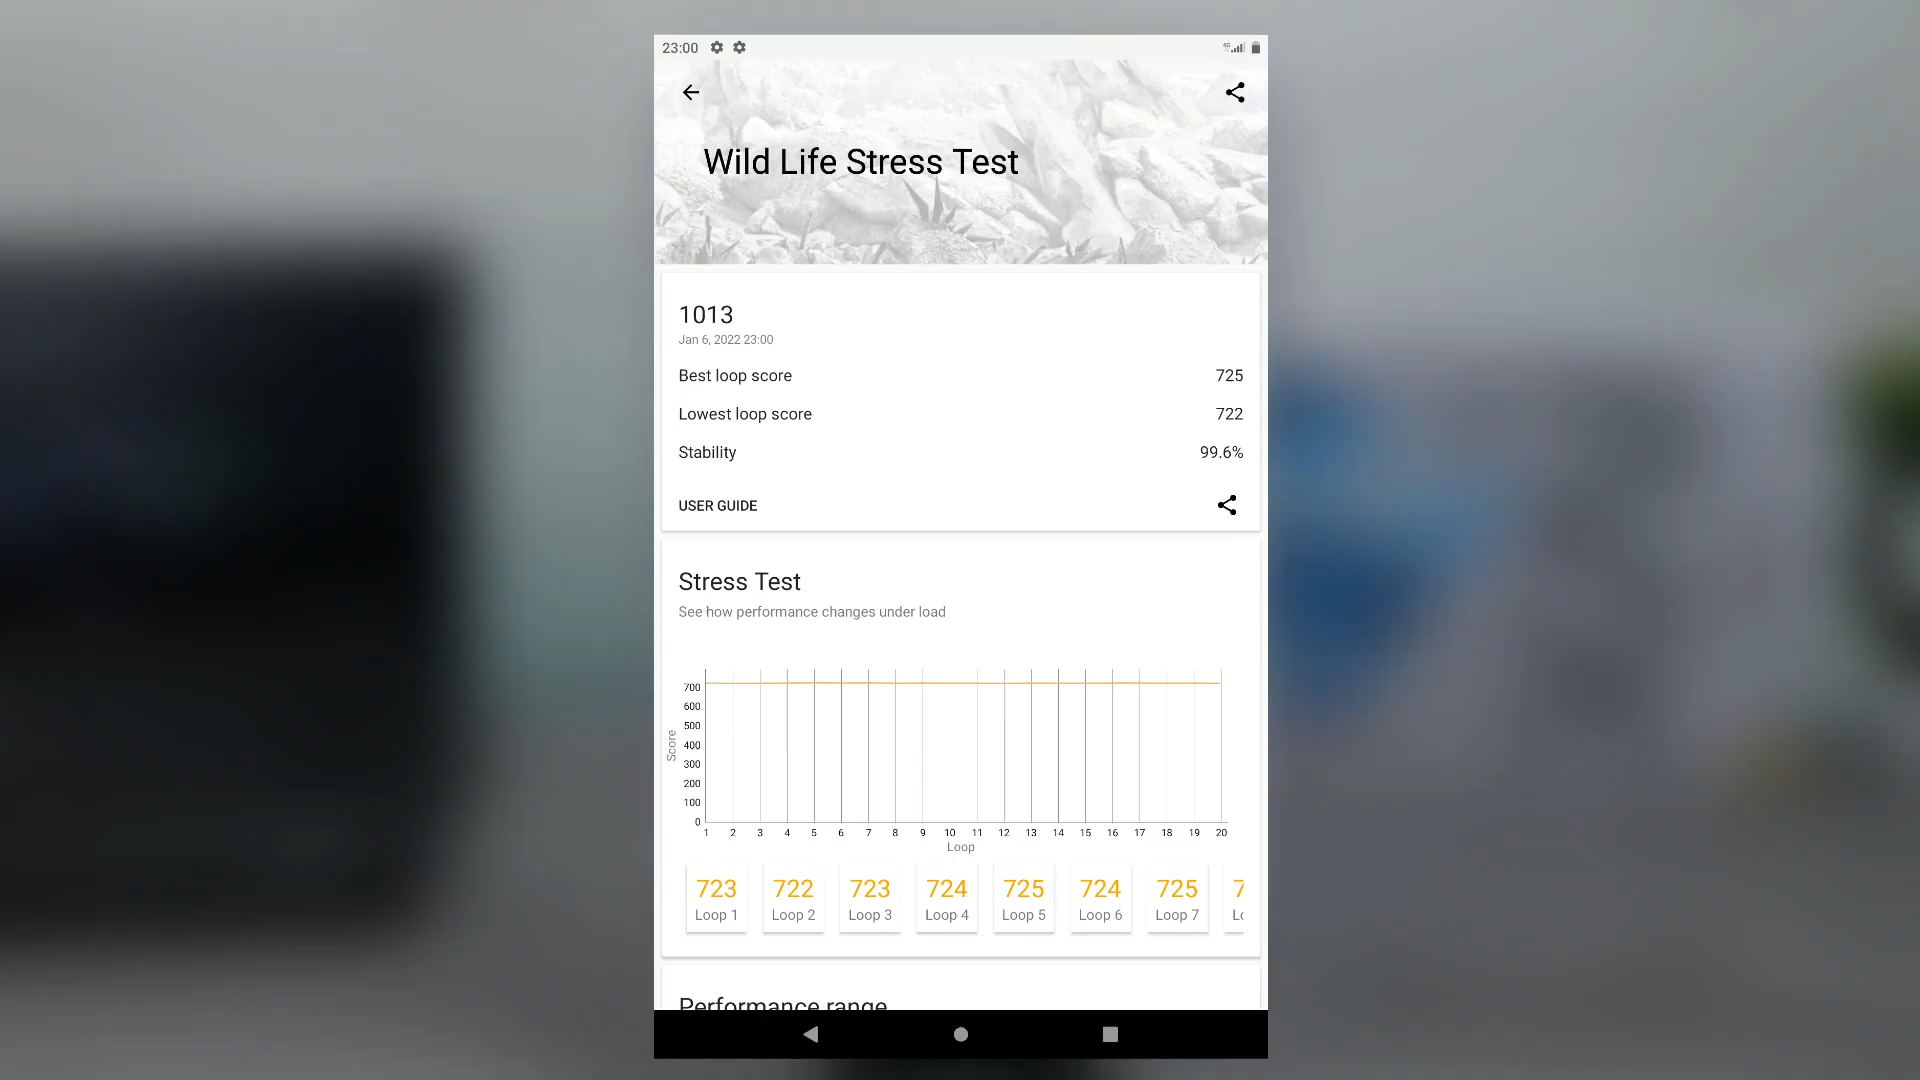 23:00
4G
Wild Life Stress Test
1013
Jan 6, 2022 23:00
Best loop score 725
Lowest loop score 722
Stability 99.6%
USER GUIDE
Stress Test
See how performance changes under load
Score
700
600
500
400
300
200
100
0
1 2 3 4 5 6 7 8 9 10 11 12 13 14 15 16 17 18 19 20
Loop
723 722 723 724 725 724 725 7
Loop 1 Loop 2 Loop 3 Loop 4 Loop 5 Loop 6 Loop 7
Performance range